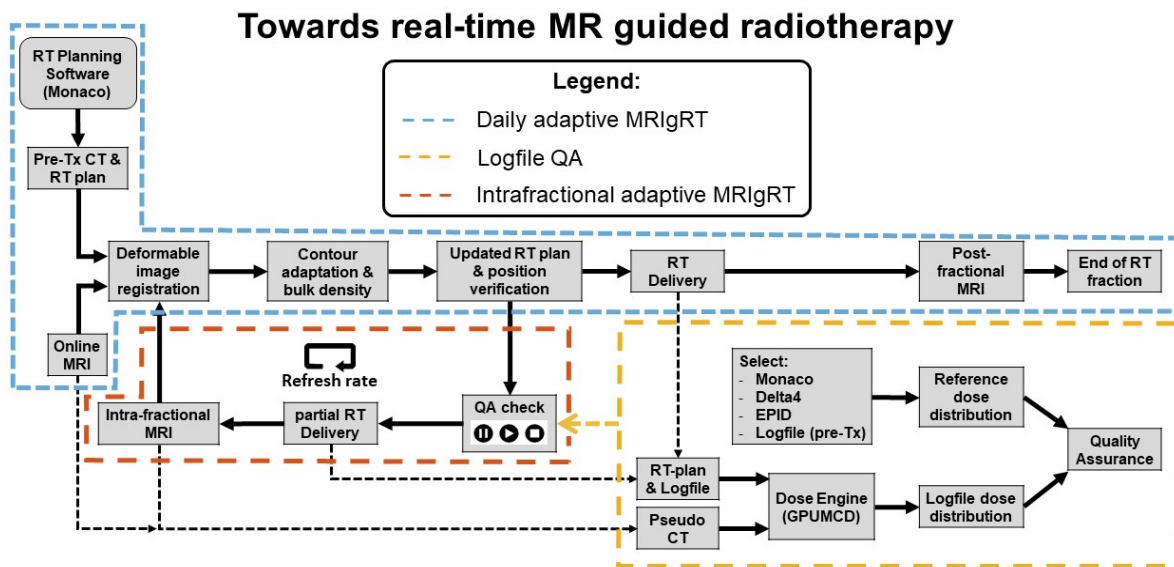 Towards real-time MR guided radiotherapy
RT Planning
Software
(Monaco)
Legend:
Daily adaptive MRIgRT
Logfile QA
Intrafractional adaptive MRIgRT
Pre-Tx CT &
RT plan
Deformable
image
registration
Contour
adaptation &
bulk density
Updated RT plan
& position
verification
RT
Delivery
Post-
fractional
MRI
End of RT
fraction
Online
MRI
Refresh rate
Intra-fractional
MRI
partial RT
Delivery
QA check
Select:
- Monaco
- Delta4
- EPID
- Logfile (pre-Tx)
Reference
dose
distribution
Quality
Assurance
RT-plan
& Logfile
Dose Engine
(GPUMCD)
Logfile dose
distribution
Pseudo
CT